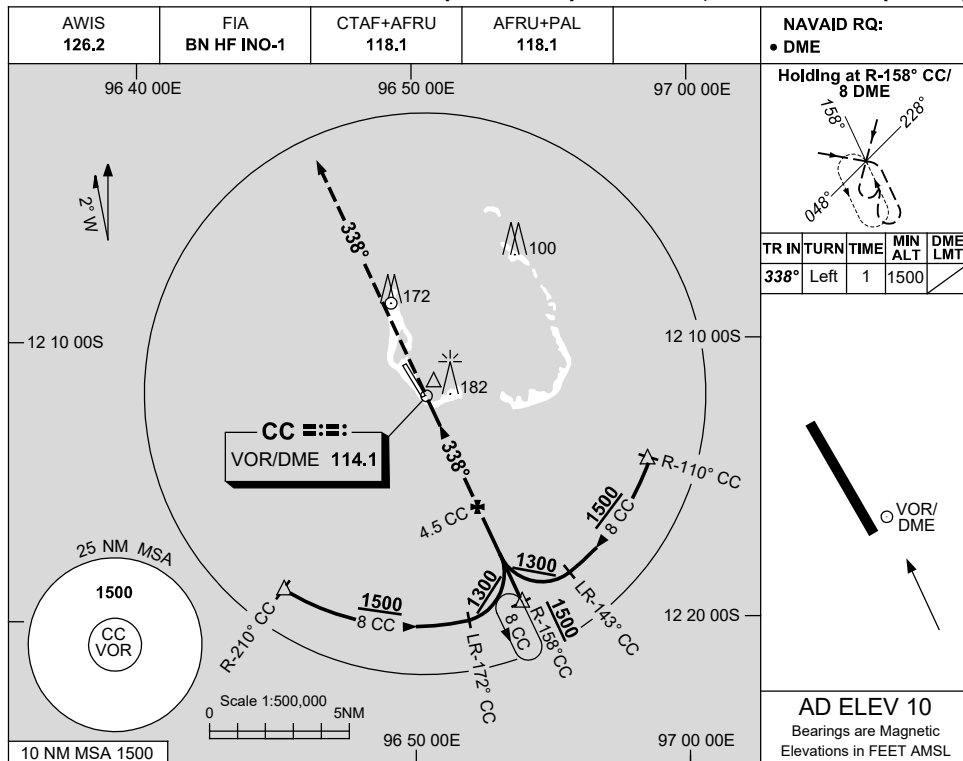 AWIS
126.2
FIA
BN HF INO-1
CTAF+AFRU
118.1
AFRU+PAL
118.1
NAVAID RQ:
• DME
Holding at R-158° CC/
8 DME
158°
228°
048°
TR IN TURN TIME MIN ALT DME LMT
338° Left 1 1500
96 40 00E
96 50 00E
97 00 00E
2° W
338°
100
172
12 10 00S
12 10 00S
182
CC
VOR/DME 114.1
338°
R-110° CC
4.5 CC
1500
8 CC
1300
1300
LR-143° CC
25 NM MSA
1500
CC
VOR
R-210° CC
1500
8 CC
8 CC
R-158°CC
1500
LR-172° CC
12 20 00S
Scale 1:500,000
0 5NM
10 NM MSA 1500
96 50 00E
97 00 00E
VOR/
DME
AD ELEV 10
Bearings are Magnetic
Elevations in FEET AMSL